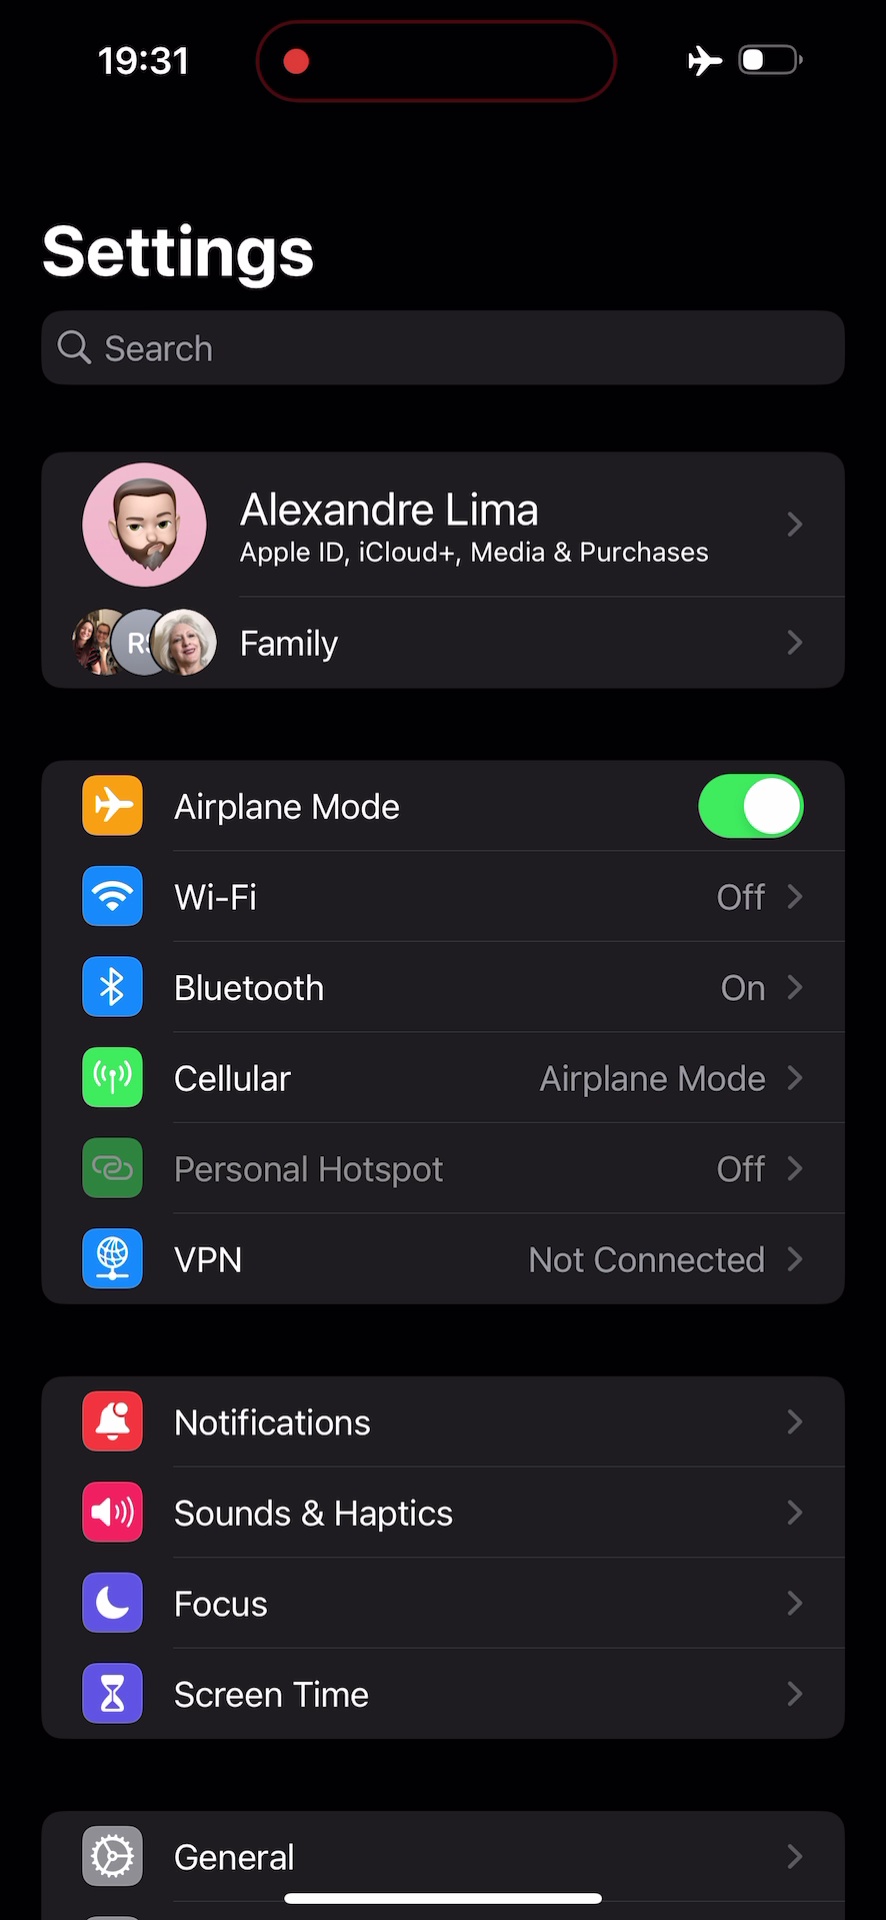 19:31
Settings
Search
Alexandre Lima
Apple ID, iCloud+, Media & Purchases
Family
Airplane Mode
Wi-Fi Off
Bluetooth On
Cellular Airplane Mode
Personal Hotspot Off
VPN Not Connected
Notifications
Sounds & Haptics
Focus
Screen Time
General